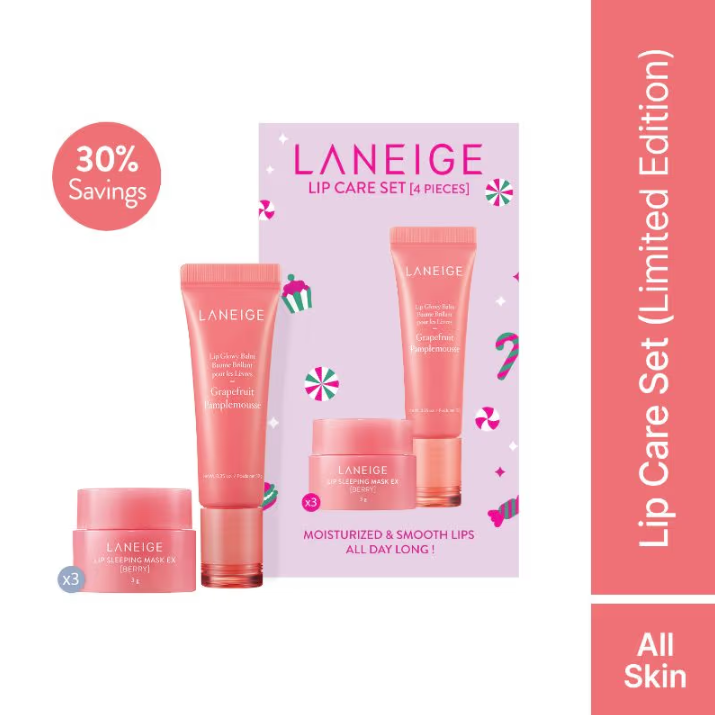 30%
Savings
LANEIGE
LIP CARE SET [4 PIECES]
LANEIGE
Lip Glowy Balm
Baume Brillant
pour les Lèvres
Grapefruit
Pamplemousse
LANEIGE
LIP SLEEPING MASK EX
[BERRY]
3 g
x3
LANEIGE
Lip Glowy Balm
Baume Brillant
pour les Lèvres
Grapefruit
Pamplemousse
LANEIGE
LIP SLEEPING MASK EX
[BERRY]
3 g
x3
MOISTURIZED & SMOOTH LIPS
ALL DAY LONG !
Lip Care Set (Limited Edition)
All
Skin